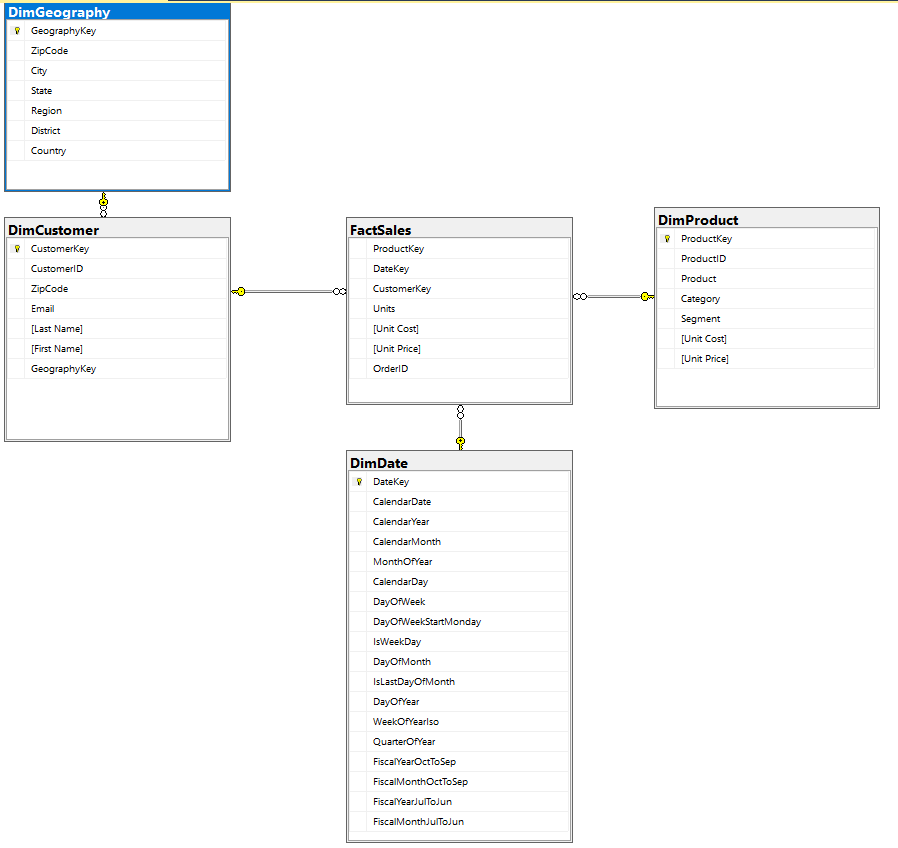 DimGeography
GeographyKey
ZipCode
City
State
Region
District
Country
DimCustomer
CustomerKey
CustomerID
ZipCode
Email
[Last Name]
[First Name]
GeographyKey
FactSales
ProductKey
DateKey
CustomerKey
Units
[Unit Cost]
[Unit Price]
OrderID
DimProduct
ProductKey
ProductID
Product
Category
Segment
[Unit Cost]
[Unit Price]
DimDate
DateKey
CalendarDate
CalendarYear
CalendarMonth
MonthOfYear
CalendarDay
DayOfWeek
DayOfWeekStartMonday
IsWeekDay
DayOfMonth
IsLastDayOfMonth
DayOfYear
WeekOfYearIso
QuarterOfYear
FiscalYearOctToSep
FiscalMonthOctToSep
FiscalYearJulToJun
FiscalMonthJulToJun